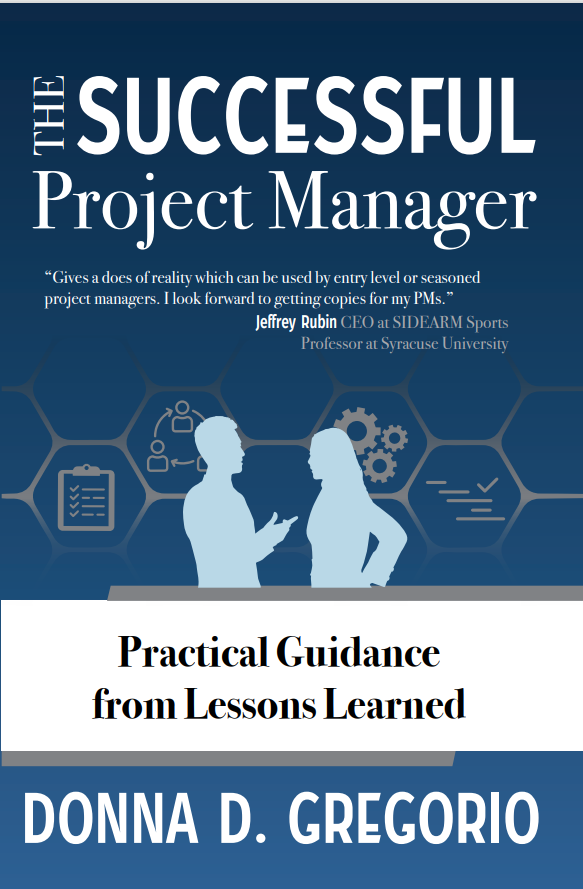 THE SUCCESSFUL
Project Manager
“Gives a does of reality which can be used by entry level or seasoned
project managers. I look forward to getting copies for my PMs.”
Jeffrey Rubin CEO at SIDEARM Sports
Professor at Syracuse University
Practical Guidance
from Lessons Learned
DONNA D. GREGORIO